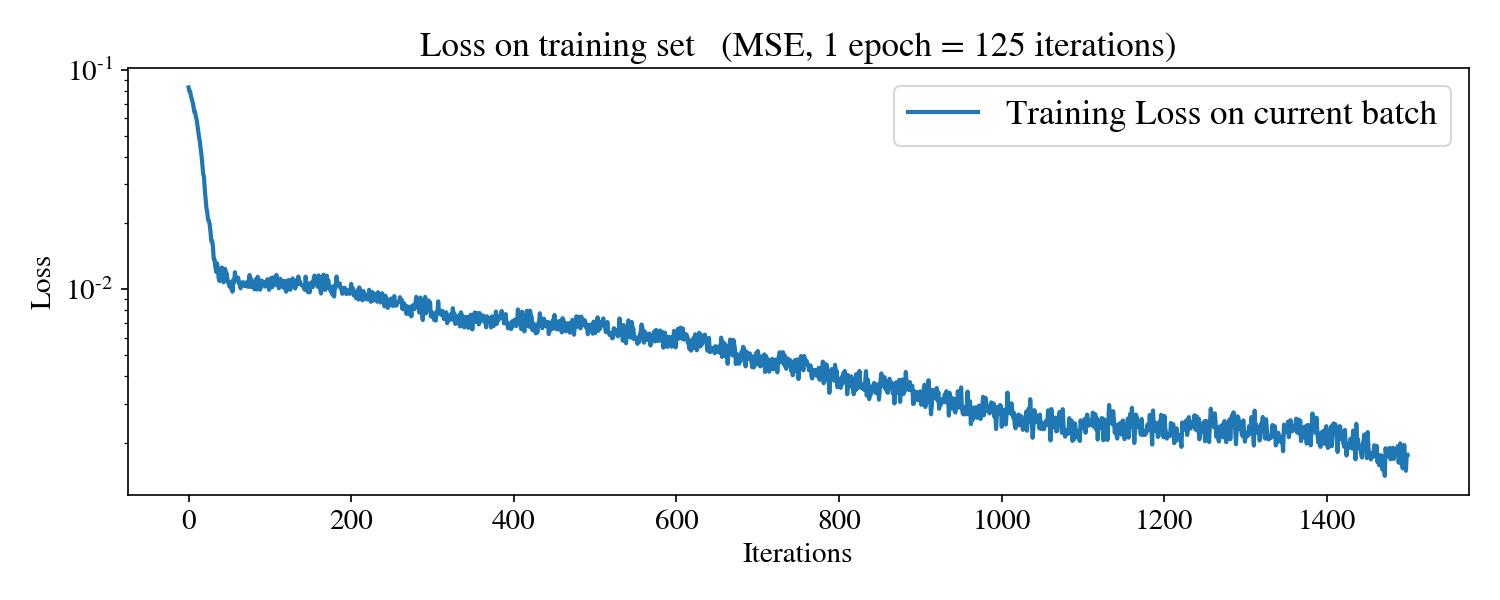 Loss on training set (MSE, 1 epoch = 125 iterations)
10⁻¹
Training Loss on current batch
Loss
10⁻²
0 200 400 600 800 1000 1200 1400
Iterations